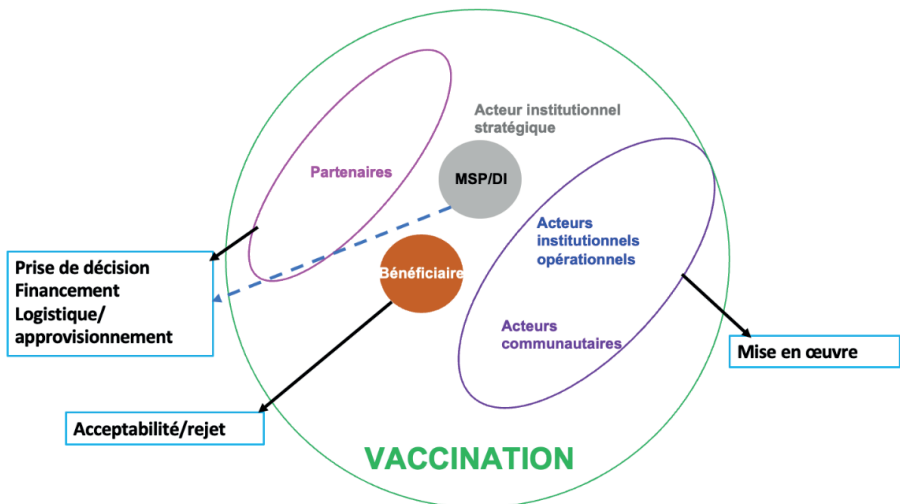 Acteur institutionnel
stratégique
Partenaires
MSP/DI
Acteurs
institutionnels
opérationnels
Bénéficiaire
Prise de décision
Financement
Logistique/
approvisionnement
Acteurs
communautaires
Mise en œuvre
Acceptabilité/rejet
VACCINATION